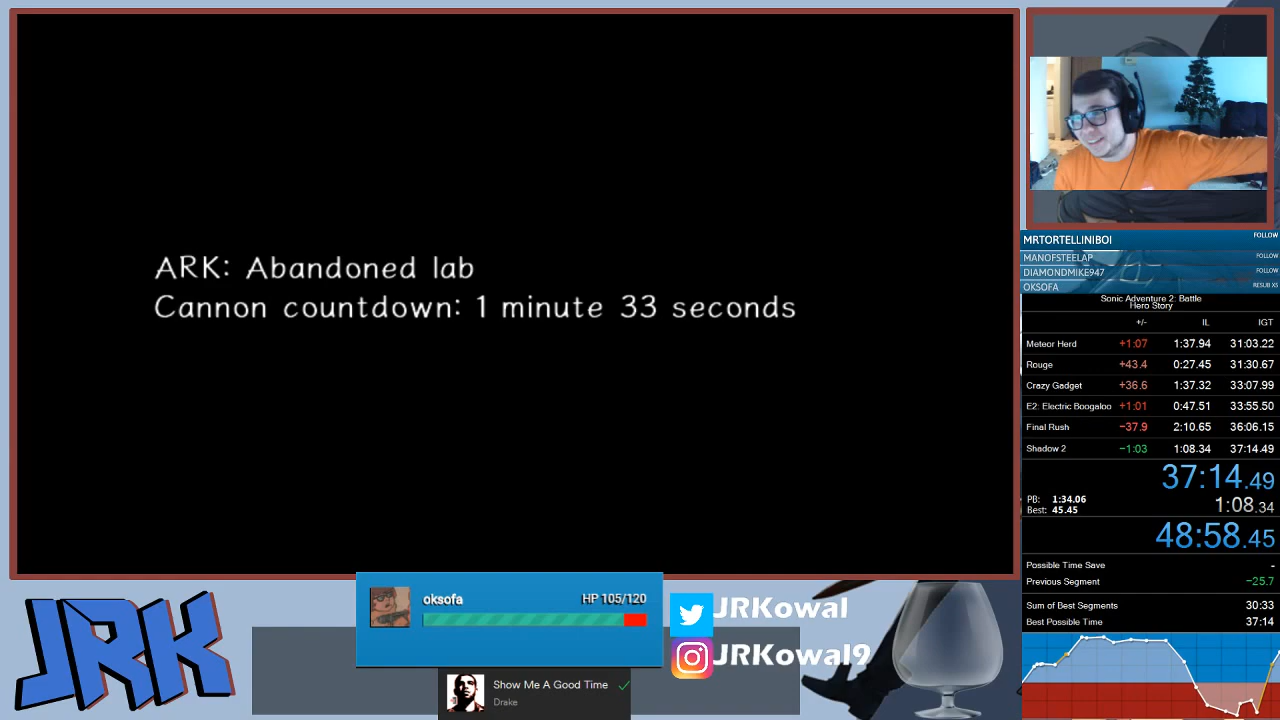 ARK: Abandoned lab
Cannon countdown: 1 minute 33 seconds
MRTORTELLINIBOI FOLLOW
MANOFSTEELAP FOLLOW
DIAMONDMIKE947 FOLLOW
OKSOFA RESUB X5
Sonic Adventure 2: Battle
Hero Story
+/- IL IGT
Meteor Herd +1:07 1:37.94 31:03.22
Rouge +43.4 0:27.45 31:30.67
Crazy Gadget +36.6 1:37.32 33:07.99
E2: Electric Boogaloo +1:01 0:47.51 33:55.50
Final Rush −37.9 2:10.65 36:06.15
Shadow 2 −1:03 1:08.34 37:14.49
37:14.49
PB: 1:34.06
Best: 45.45
1:08.34
48:58.45
Possible Time Save -
Previous Segment −25.7
Sum of Best Segments 30:33
Best Possible Time 37:14
JRK
oksofa HP 105/120
Show Me A Good Time
Drake
JRKowal
JRKowal9